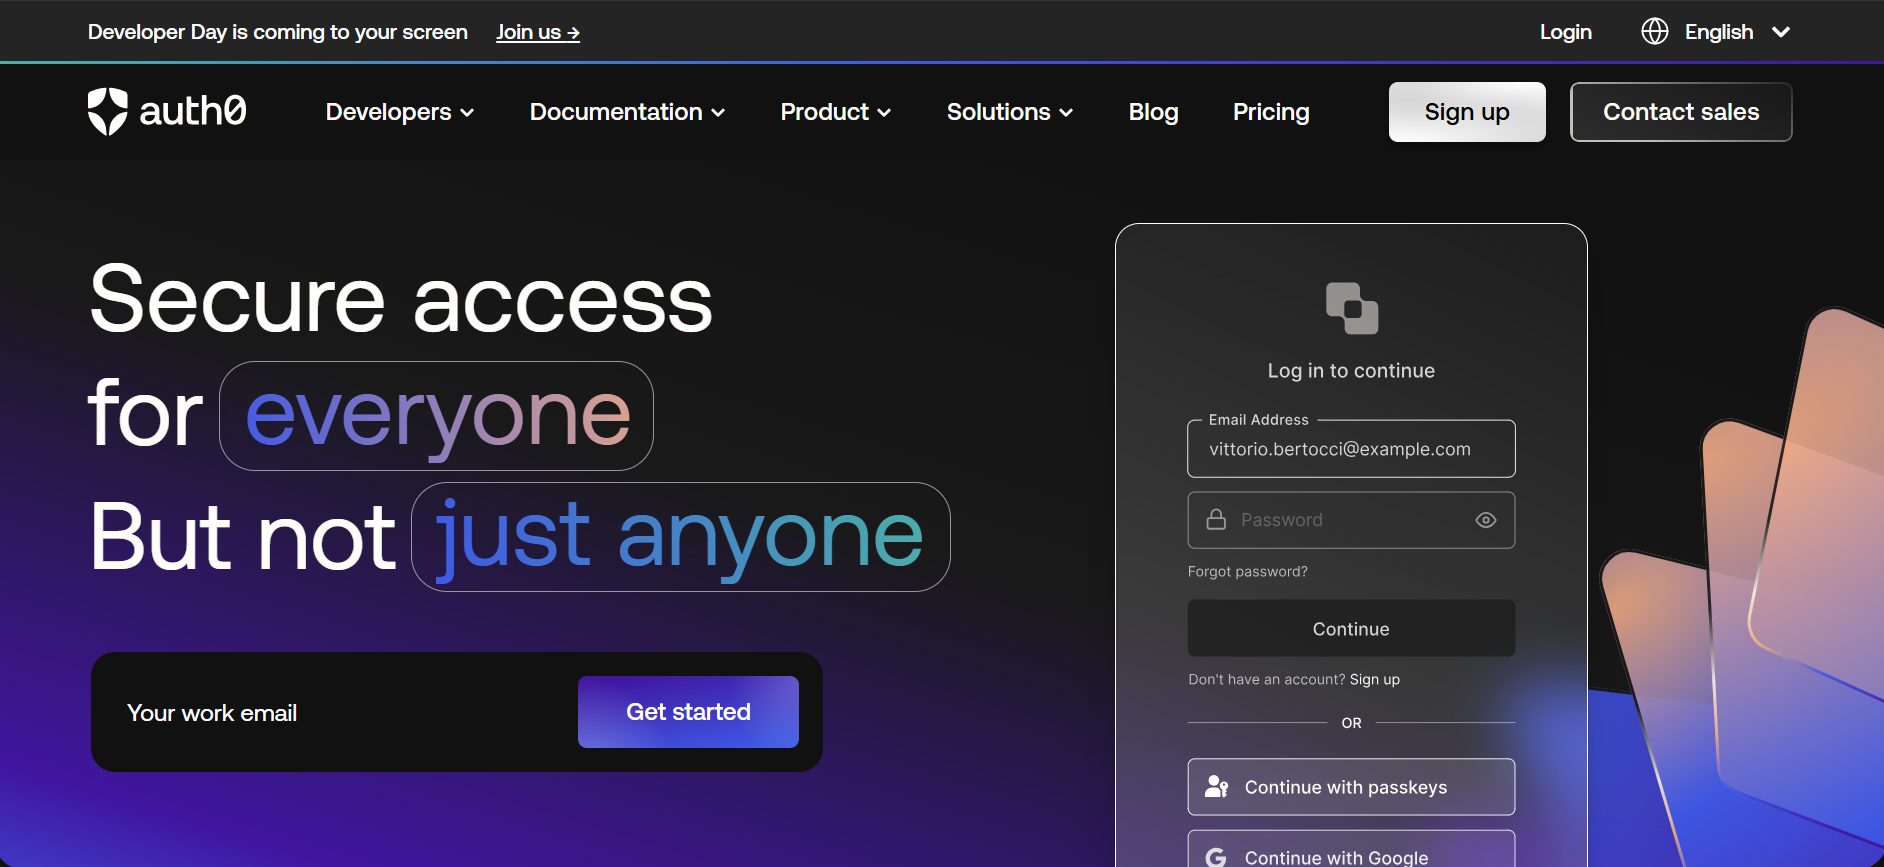 Developer Day is coming to your screen Join us →
Login English
auth0 Developers Documentation Product Solutions Blog Pricing Sign up Contact sales
Secure access
for everyone
But not just anyone
Your work email Get started
Log in to continue
Email Address
vittorio.bertocci@example.com
Password
Forgot password?
Continue
Don't have an account? Sign up
OR
Continue with passkeys
Continue with Google